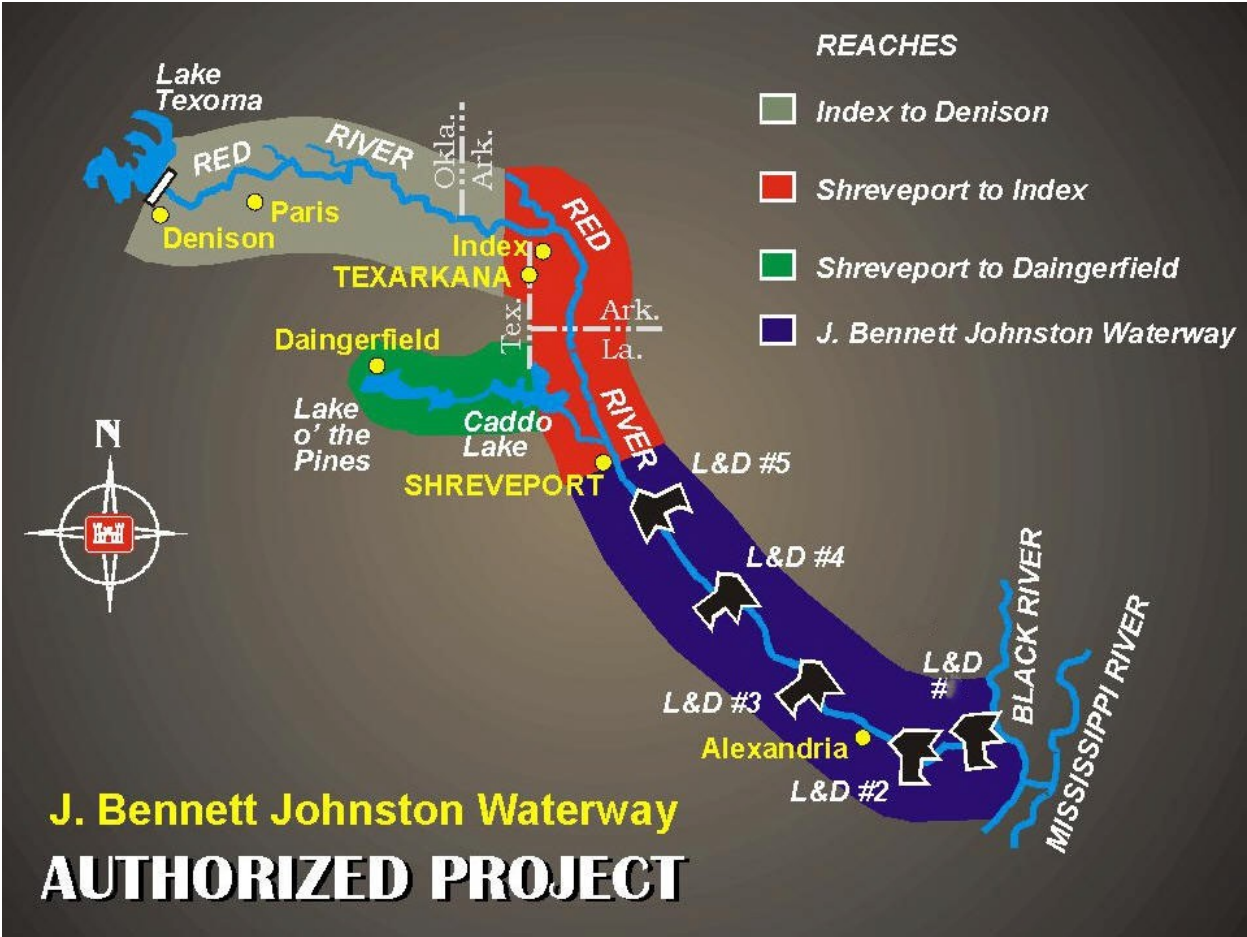 REACHES
Index to Denison
Shreveport to Index
Shreveport to Daingerfield
J. Bennett Johnston Waterway
Lake
Texoma
RED
RIVER
Okla.
Ark.
Paris
Denison
RED
Index
TEXARKANA
Tex.
Ark.
La.
Daingerfield
Lake
o' the
Pines
Caddo
Lake
RIVER
SHREVEPORT
N
L&D #5
L&D #4
L&D #3
L&D
#
BLACK RIVER
MISSISSIPPI RIVER
Alexandria
L&D #2
J. Bennett Johnston Waterway
AUTHORIZED PROJECT